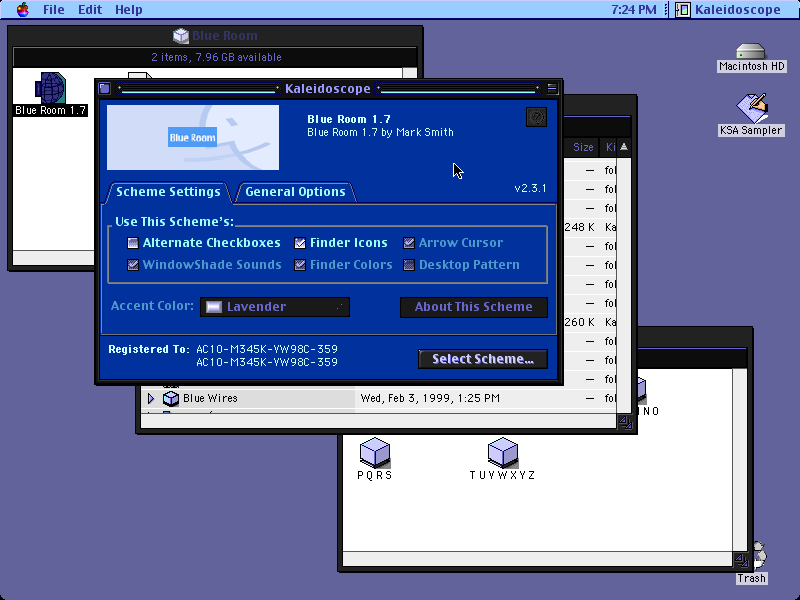 File Edit Help
7:24 PM
Kaleidoscope
Blue Room
2 items, 7.96 GB available
Blue Room 1.7
Macintosh HD
KSA Sampler
Kaleidoscope
Blue Room
Blue Room 1.7
Blue Room 1.7 by Mark Smith
v2.3.1
Scheme Settings
General Options
Use This Scheme's:
Alternate Checkboxes
Finder Icons
Arrow Cursor
WindowShade Sounds
Finder Colors
Desktop Pattern
Accent Color:
Lavender
About This Scheme
Registered To: AC10-M345K-VW98C-359
AC10-M345K-VW98C-359
Select Scheme...
Size Ki
— fol
— fol
— fol
248 K Ka
— fol
— fol
— fol
— fol
260 K Ka
— fol
— fol
— fol
Blue Wires
Wed, Feb 3, 1999, 1:25 PM
— fol
N O
P Q R S
T U V W X Y Z
Trash